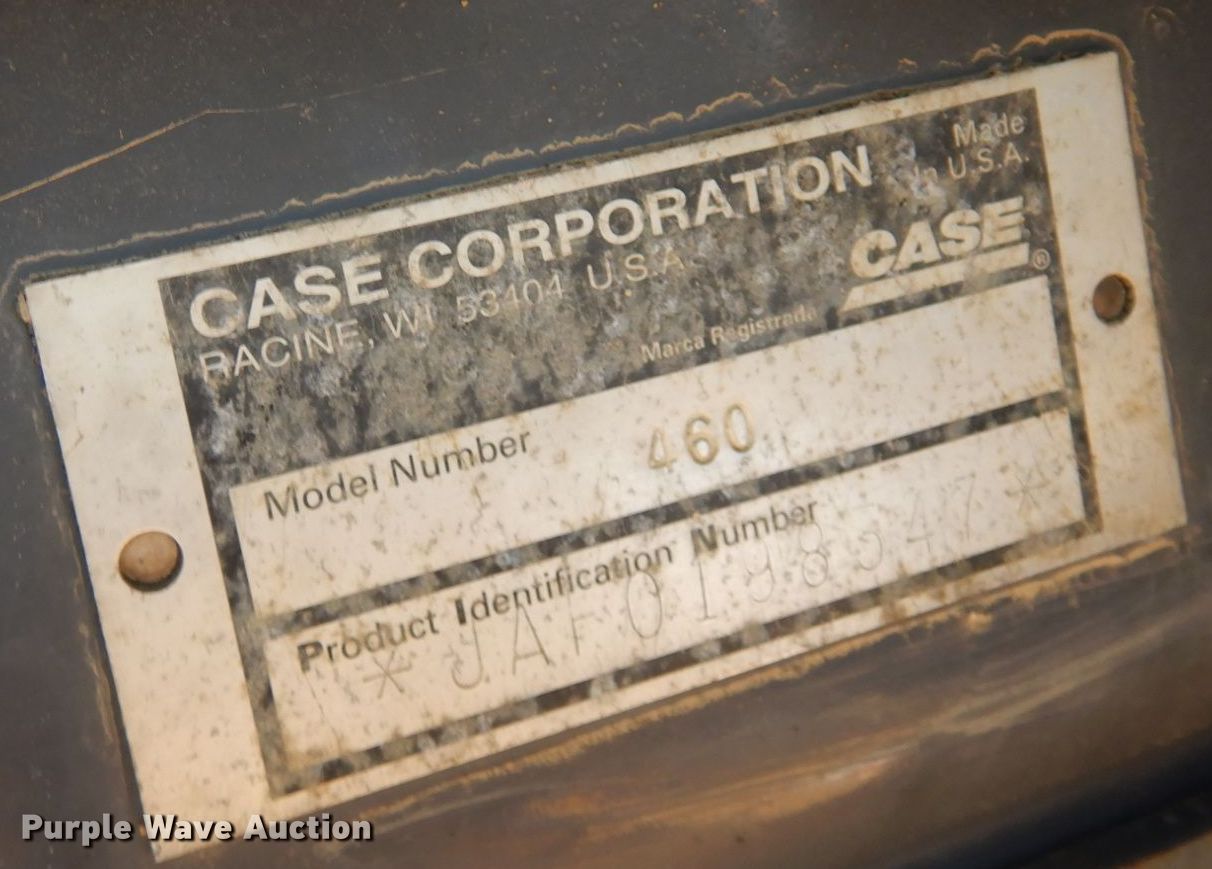 CASE CORPORATION
RACINE, WI 53404 U.S.A.
Made
In U.S.A.
CASE®
Marca Registrada
Model Number 460
Product Identification Number
*JAF0198547*
Purple Wave Auction